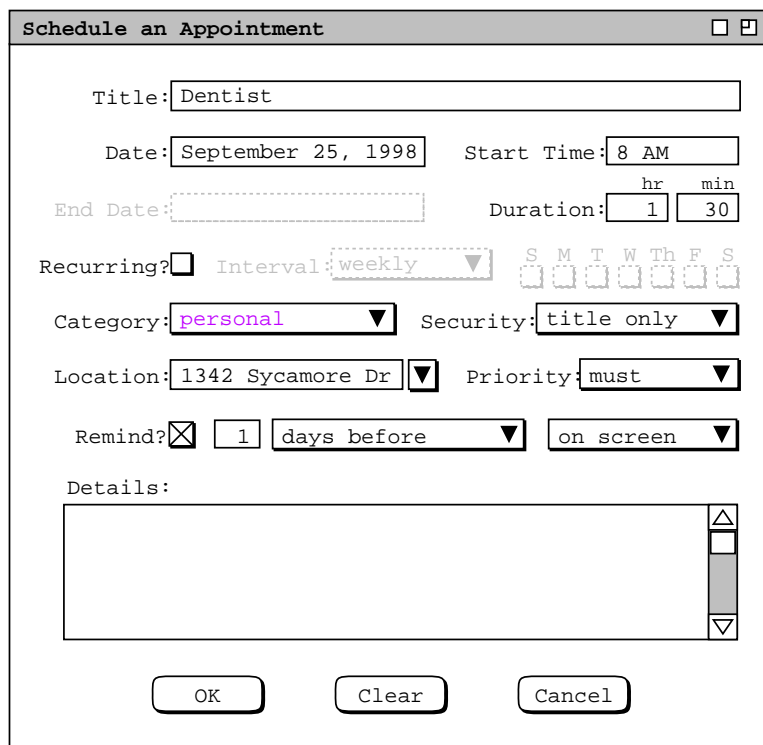 Schedule an Appointment
Title: Dentist
Date: September 25, 1998 Start Time: 8 AM
hr min
End Date: Duration: 1 30
Recurring? Interval: weekly S M T W Th F S
Category: personal Security: title only
Location: 1342 Sycamore Dr Priority: must
Remind? 1 days before on screen
Details:
OK Clear Cancel